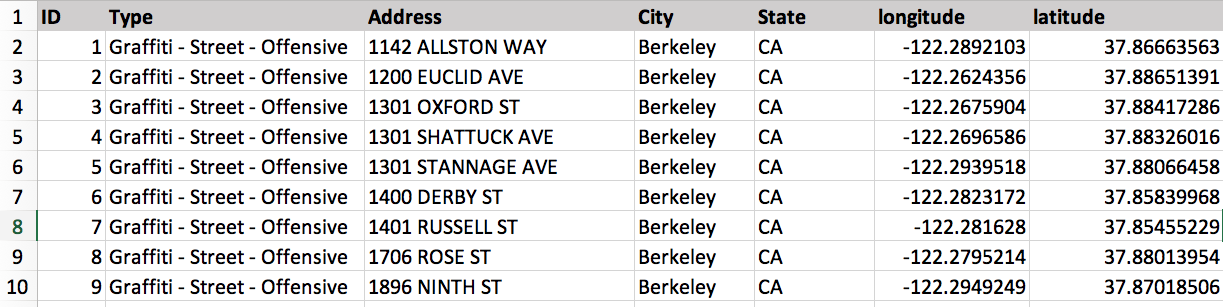 1 ID Type Address City State longitude latitude
2 1 Graffiti - Street - Offensive 1142 ALLSTON WAY Berkeley CA -122.2892103 37.86663563
3 2 Graffiti - Street - Offensive 1200 EUCLID AVE Berkeley CA -122.2624356 37.88651391
4 3 Graffiti - Street - Offensive 1301 OXFORD ST Berkeley CA -122.2675904 37.88417286
5 4 Graffiti - Street - Offensive 1301 SHATTUCK AVE Berkeley CA -122.2696586 37.88326016
6 5 Graffiti - Street - Offensive 1301 STANNAGE AVE Berkeley CA -122.2939518 37.88066458
7 6 Graffiti - Street - Offensive 1400 DERBY ST Berkeley CA -122.2823172 37.85839968
8 7 Graffiti - Street - Offensive 1401 RUSSELL ST Berkeley CA -122.281628 37.85455229
9 8 Graffiti - Street - Offensive 1706 ROSE ST Berkeley CA -122.2795214 37.88013954
10 9 Graffiti - Street - Offensive 1896 NINTH ST Berkeley CA -122.2949249 37.87018506